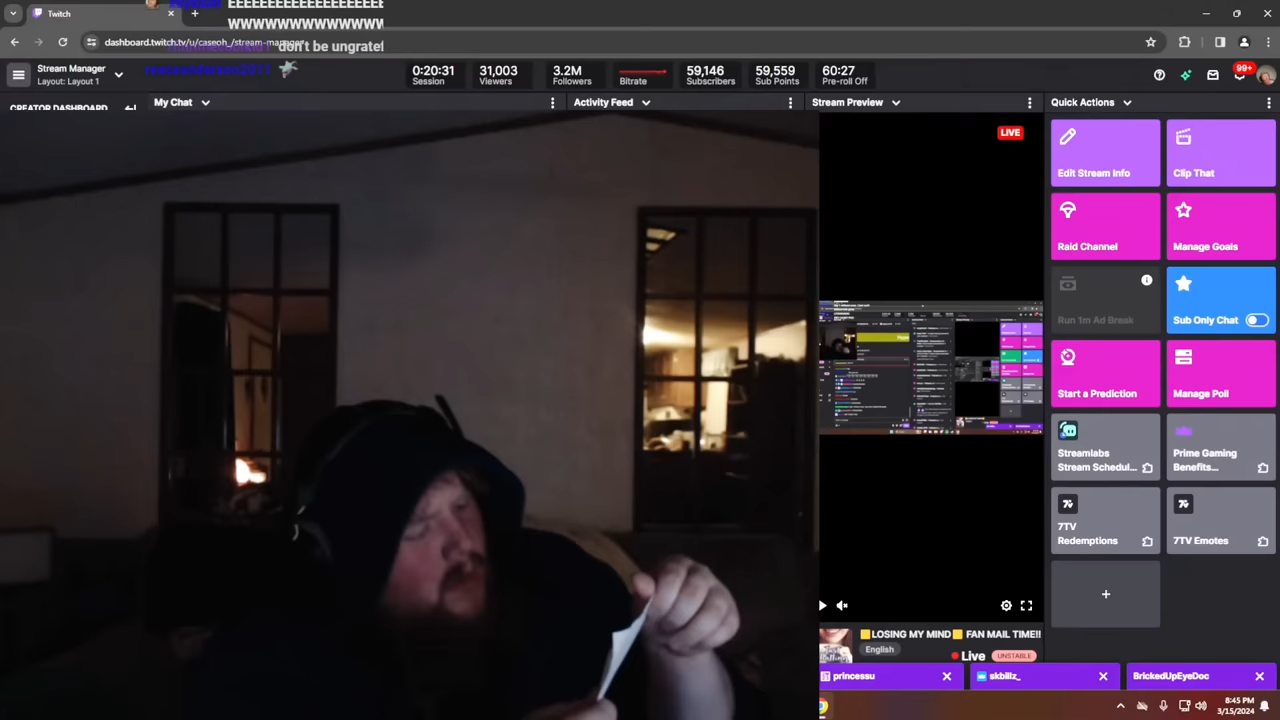 Twitch
EEEEEEEEEEEEEEEEEEEEE
WWWWWWWWWWWWWWW
dashboard.twitch.tv/u/caseoh_/stream-manager
don't be ungratef
reeceanderson2011
Stream Manager
Layout: Layout 1
0:20:31
Session
31,003
Viewers
3.2M
Followers
Bitrate
59,146
Subscribers
59,559
Sub Points
60:27
Pre-roll Off
99+
CREATOR DASHBOARD
My Chat
Activity Feed
Stream Preview
Quick Actions
LIVE
Edit Stream Info
Clip That
Raid Channel
Manage Goals
Run 1m Ad Break
Sub Only Chat
Start a Prediction
Manage Poll
Streamlabs
Stream Schedul...
Prime Gaming
Benefits...
7TV
Redemptions
7TV Emotes
LOSING MY MIND FAN MAIL TIME!!
English
Live
UNSTABLE
princessu
skbillz_
BrickedUpEyeDoc
8:45 PM
3/15/2024